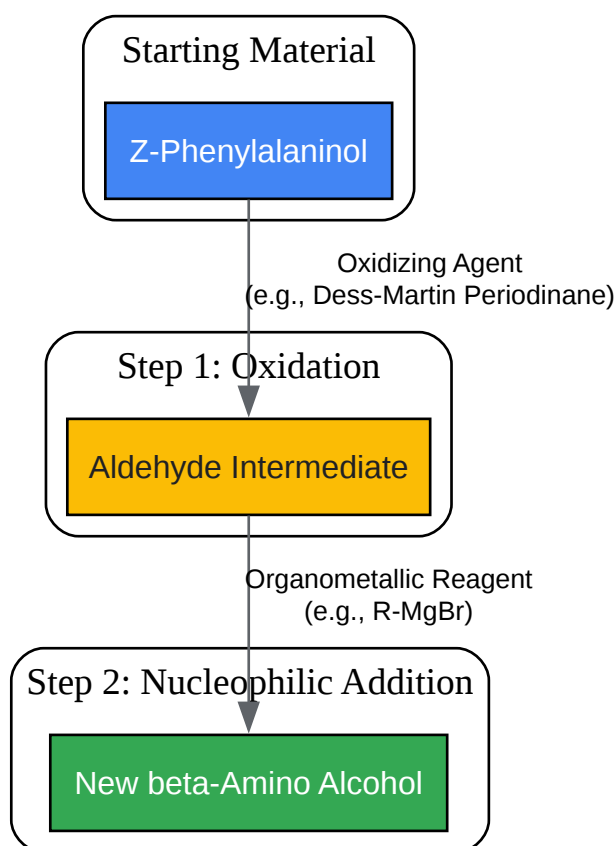 Starting Material
Z-Phenylalaninol
Oxidizing Agent
(e.g., Dess-Martin Periodinane)
Step 1: Oxidation
Aldehyde Intermediate
Organometallic Reagent
(e.g., R-MgBr)
Step 2: Nucleophilic Addition
New beta-Amino Alcohol